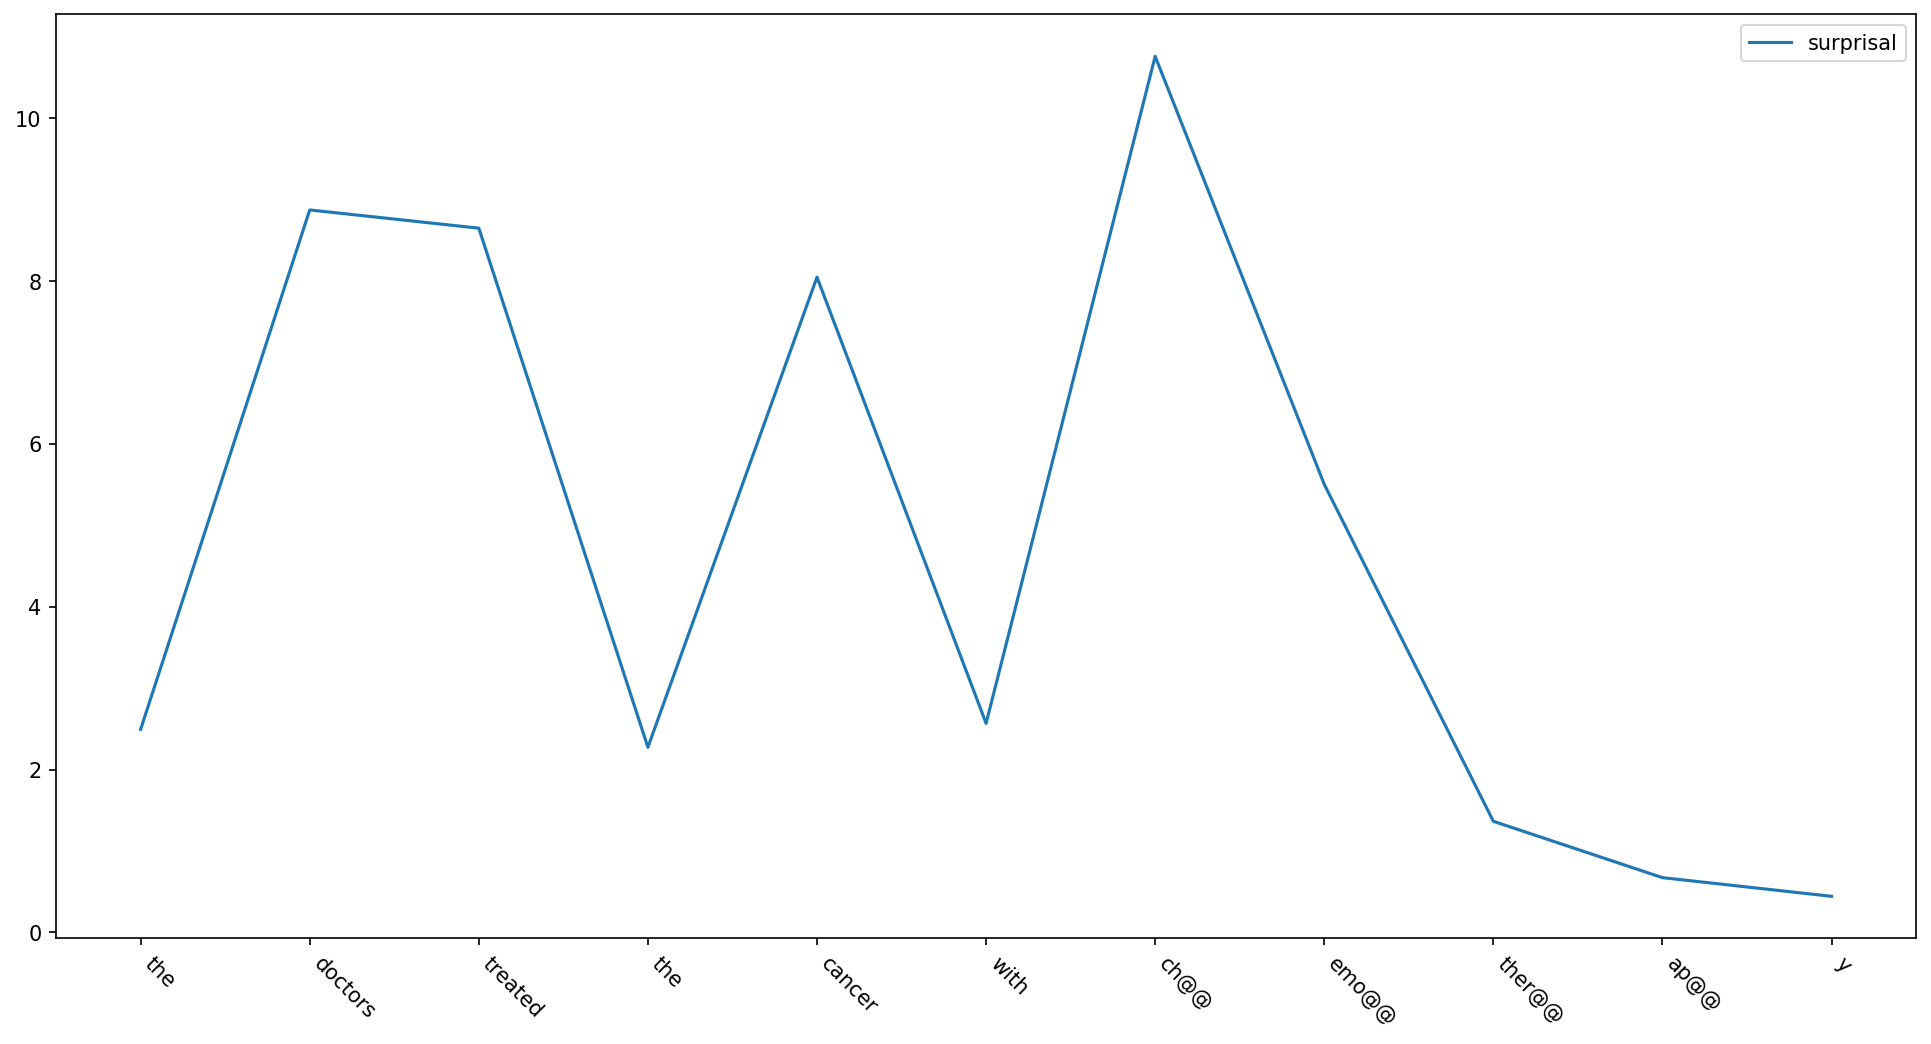 surprisal
10
8
6
4
2
0
the
doctors
treated
the
cancer
with
ch@@
emo@@
ther@@
ap@@
y